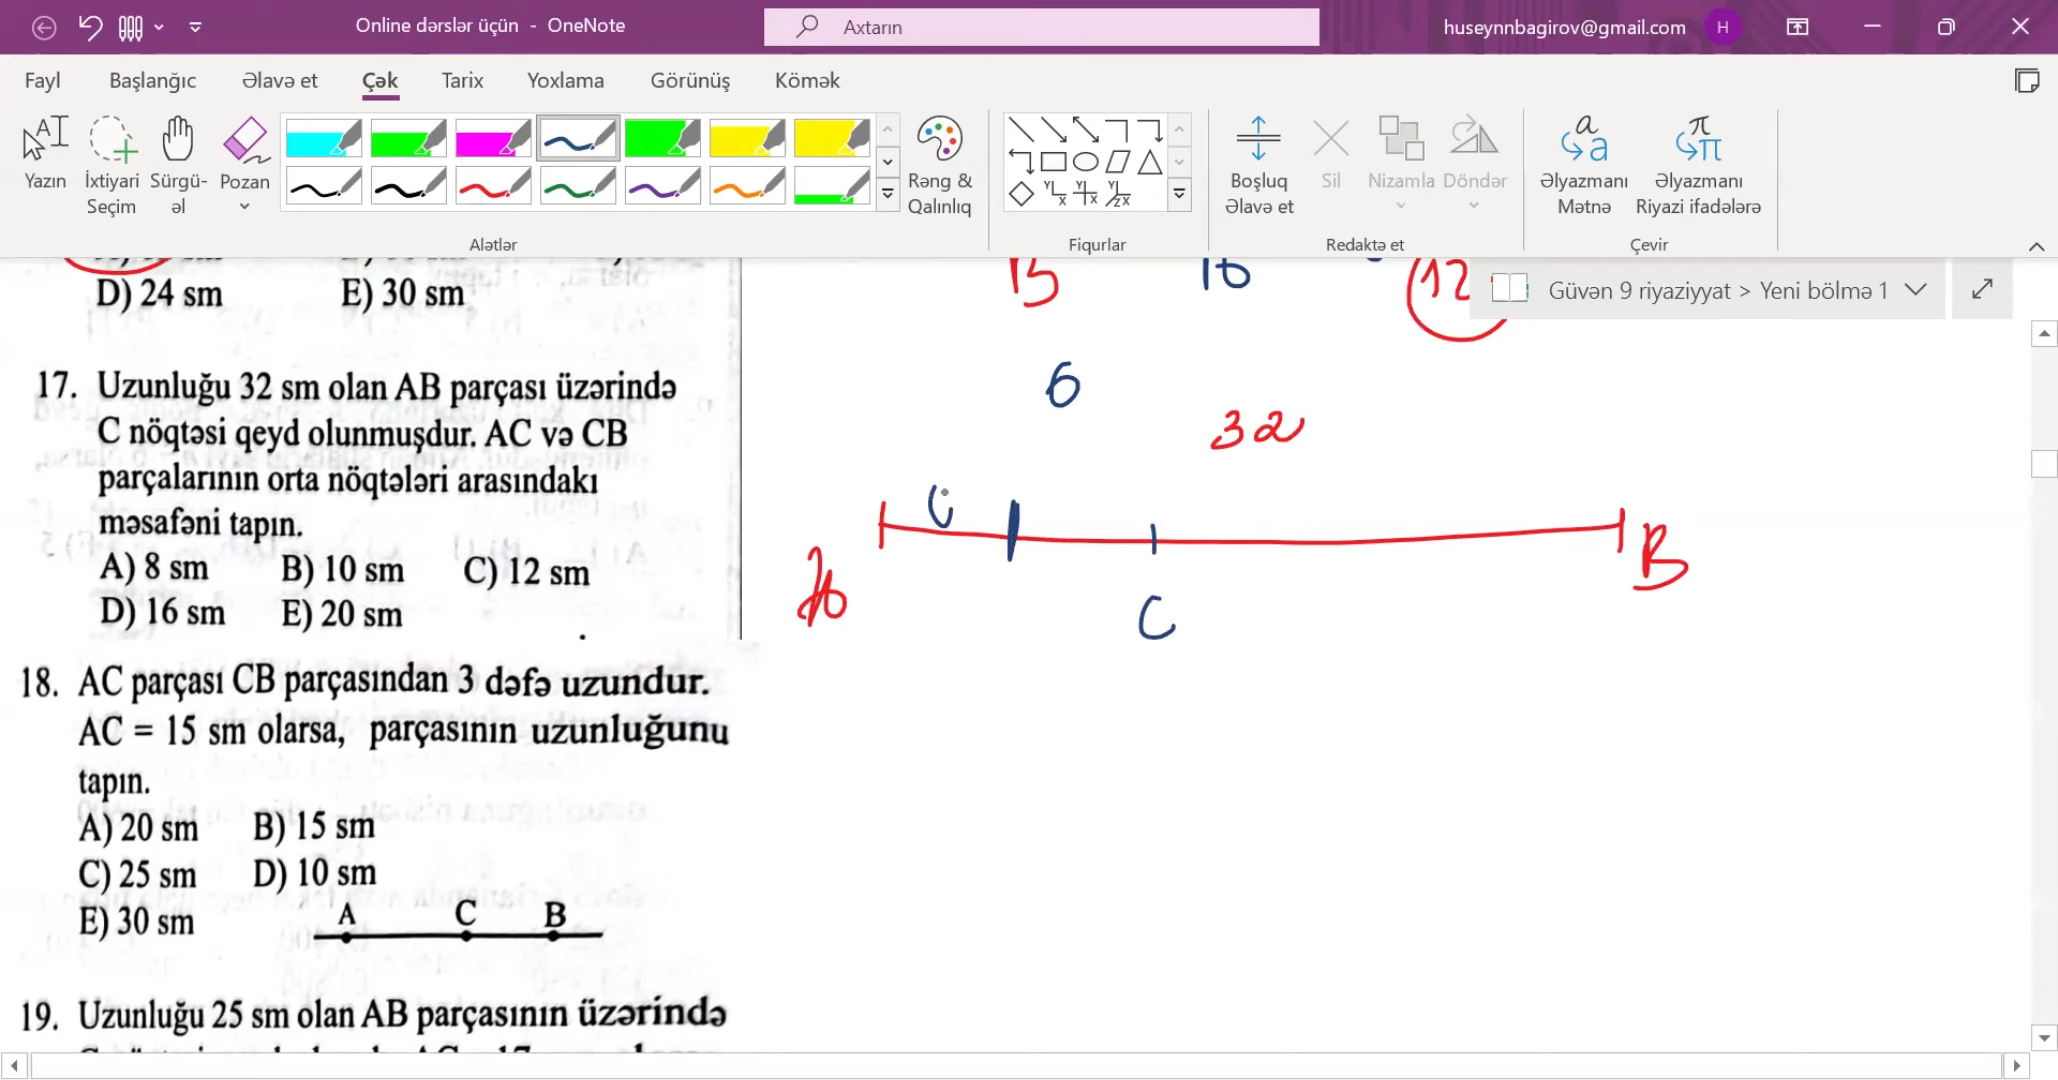 Online dərslər üçün - OneNote
Axtarın
huseynnbagirov@gmail.com
H
Fayl Başlanğıc Əlavə et Çək Tarix Yoxlama Görünüş Kömək
Yazın
İxtiyari Seçim
Sürgü-əl
Pozan
Rəng & Qalınlıq
Boşluq Əlavə et
Sil
Nizamla
Döndər
Əlyazmanı Mətnə
Əlyazmanı Riyazi ifadələrə
Alətlər
Fiqurlar
Redaktə et
Çevir
Güvən 9 riyaziyyat > Yeni bölmə 1
D) 24 sm E) 30 sm
17. Uzunluğu 32 sm olan AB parçası üzərində
C nöqtəsi qeyd olunmuşdur. AC və CB
parçalarının orta nöqtələri arasındakı
məsafəni tapın.
A) 8 sm B) 10 sm C) 12 sm
D) 16 sm E) 20 sm
18. AC parçası CB parçasından 3 dəfə uzundur.
AC = 15 sm olarsa, parçasının uzunluğunu
tapın.
A) 20 sm B) 15 sm
C) 25 sm D) 10 sm
E) 30 sm
A C B
19. Uzunluğu 25 sm olan AB parçasının üzərində
12
6
32
A
B
C